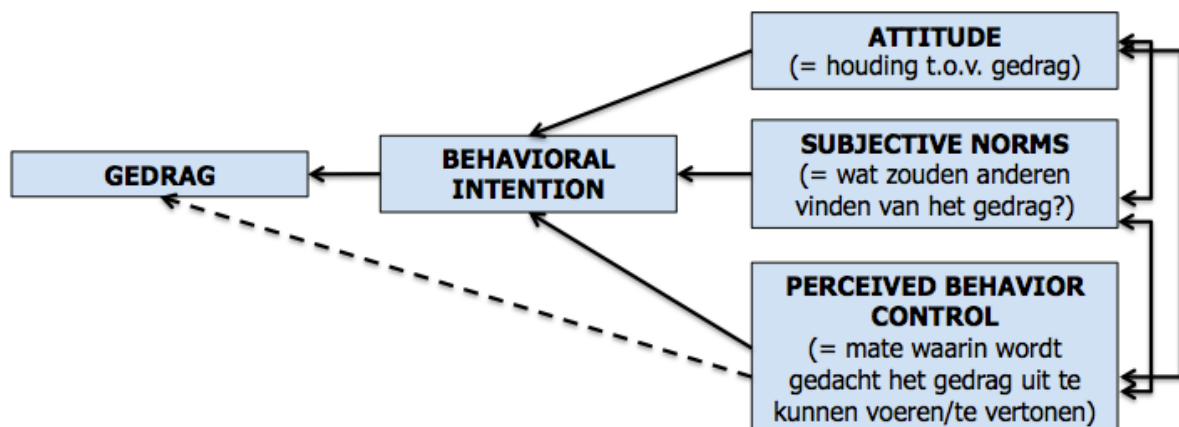 GEDRAG
BEHAVIORAL
INTENTION
ATTITUDE
(= houding t.o.v. gedrag)
SUBJECTIVE NORMS
(= wat zouden anderen
vinden van het gedrag?)
PERCEIVED BEHAVIOR
CONTROL
(= mate waarin wordt
gedacht het gedrag uit te
kunnen voeren/te vertonen)